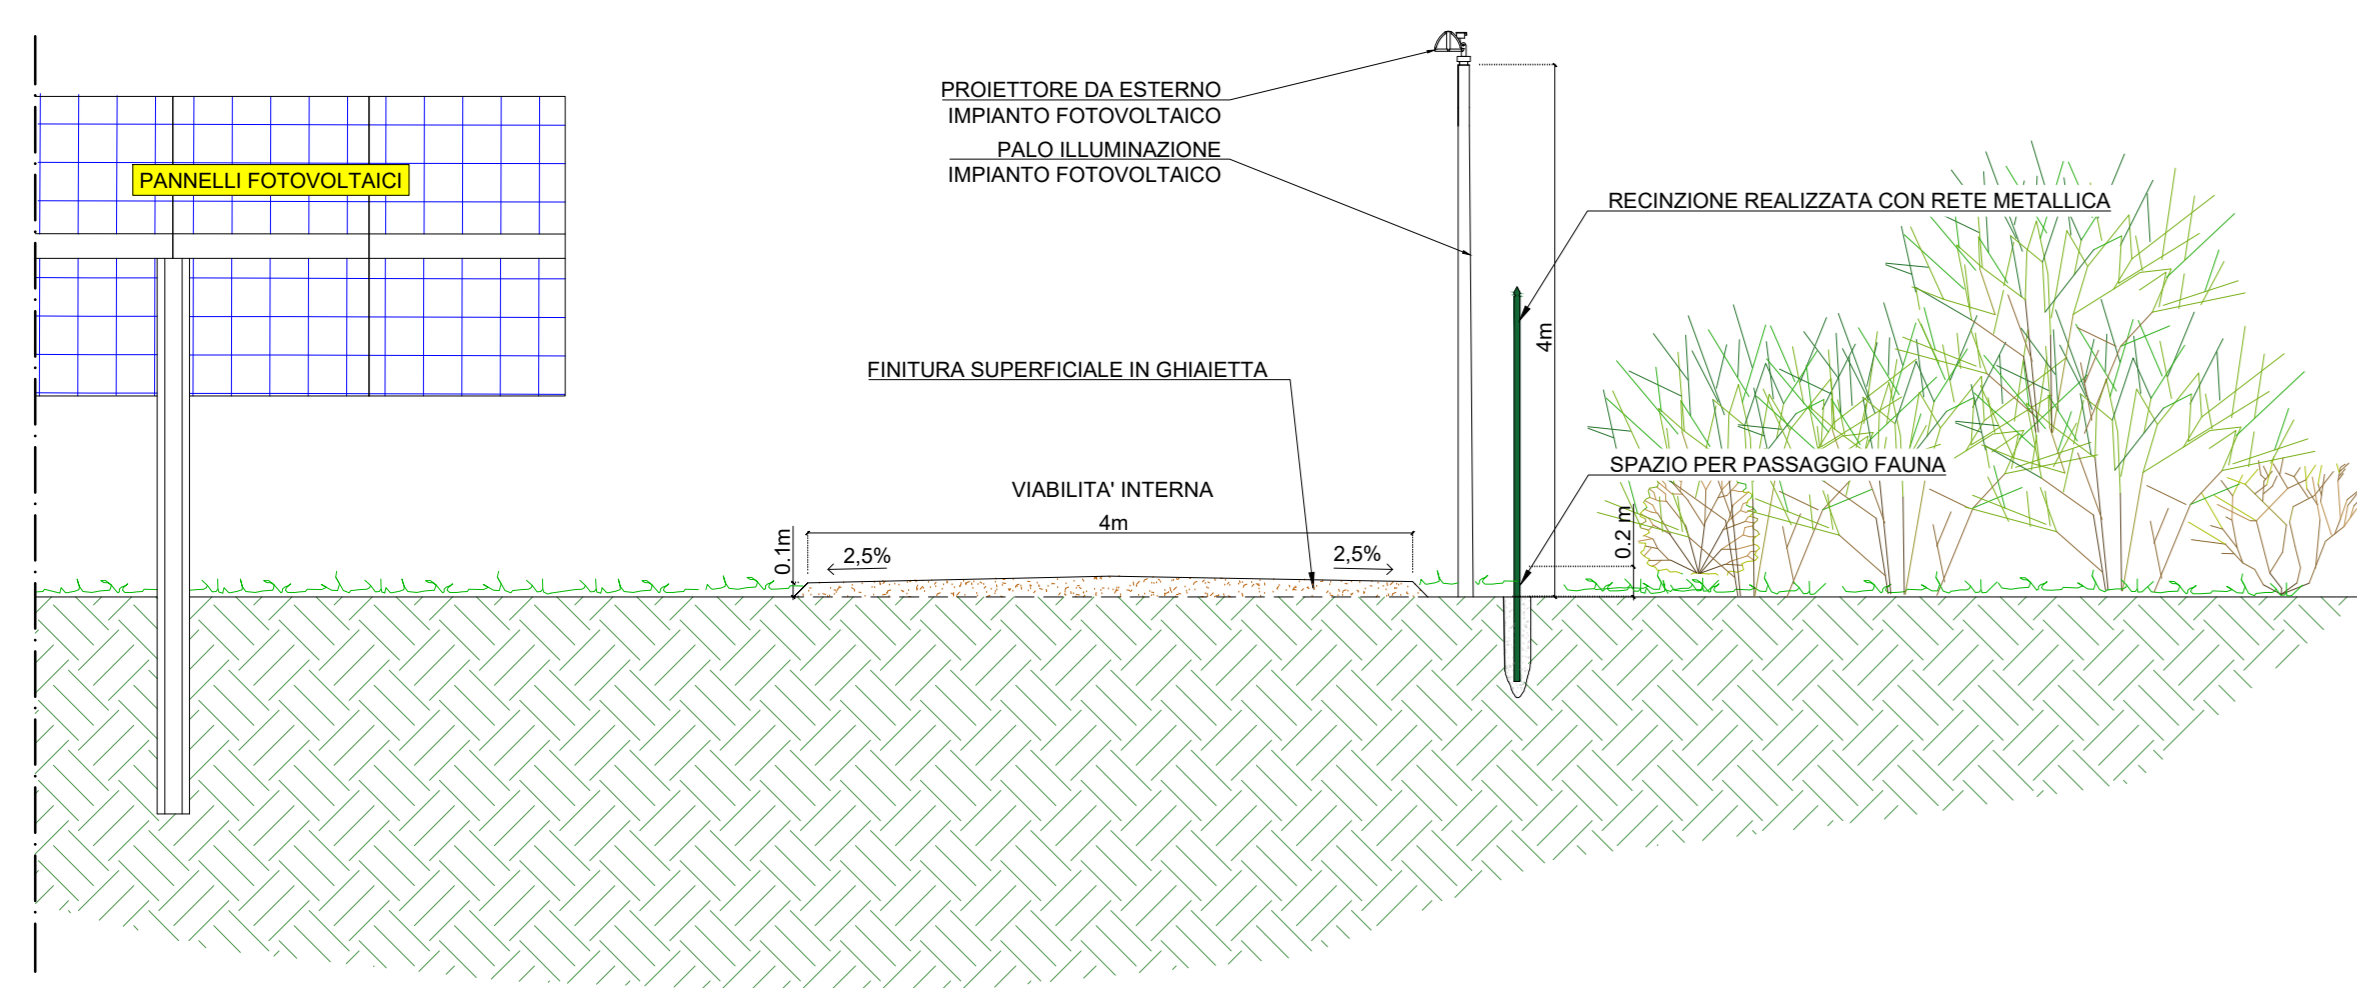 PROIETTORE DA ESTERNO
IMPIANTO FOTOVOLTAICO
PALO ILLUMINAZIONE
IMPIANTO FOTOVOLTAICO
PANNELLI FOTOVOLTAICI
RECINZIONE REALIZZATA CON RETE METALLICA
4m
FINITURA SUPERFICIALE IN GHIAIETTA
SPAZIO PER PASSAGGIO FAUNA
VIABILITA' INTERNA
4m
0.1m
2,5%
2,5%
0.2 m